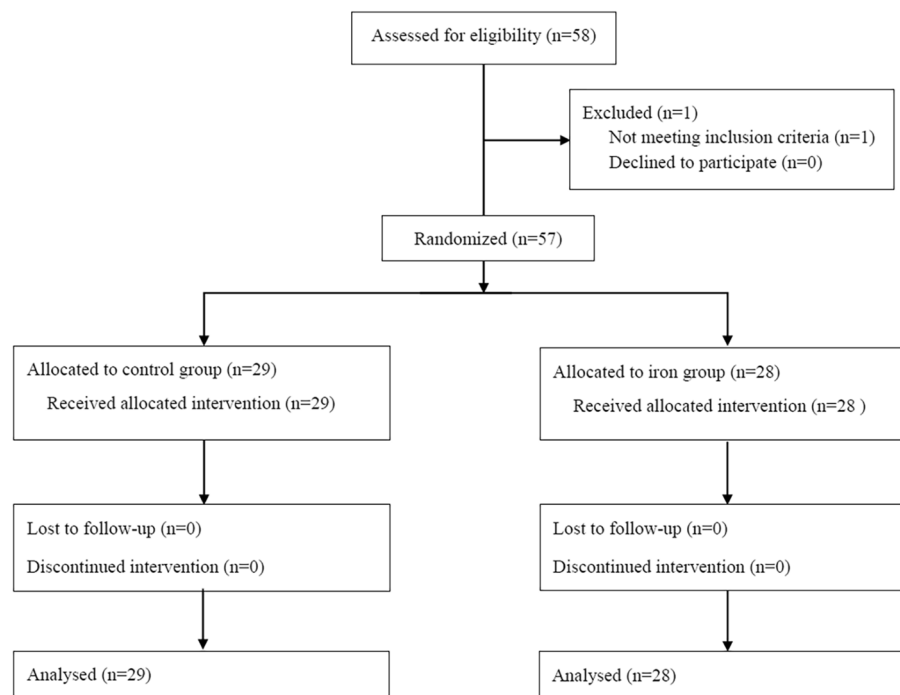 Assessed for eligibility (n=58)
Excluded (n=1)
Not meeting inclusion criteria (n=1)
Declined to participate (n=0)
Randomized (n=57)
Allocated to control group (n=29)
Received allocated intervention (n=29)
Allocated to iron group (n=28)
Received allocated intervention (n=28 )
Lost to follow-up (n=0)
Discontinued intervention (n=0)
Lost to follow-up (n=0)
Discontinued intervention (n=0)
Analysed (n=29)
Analysed (n=28)